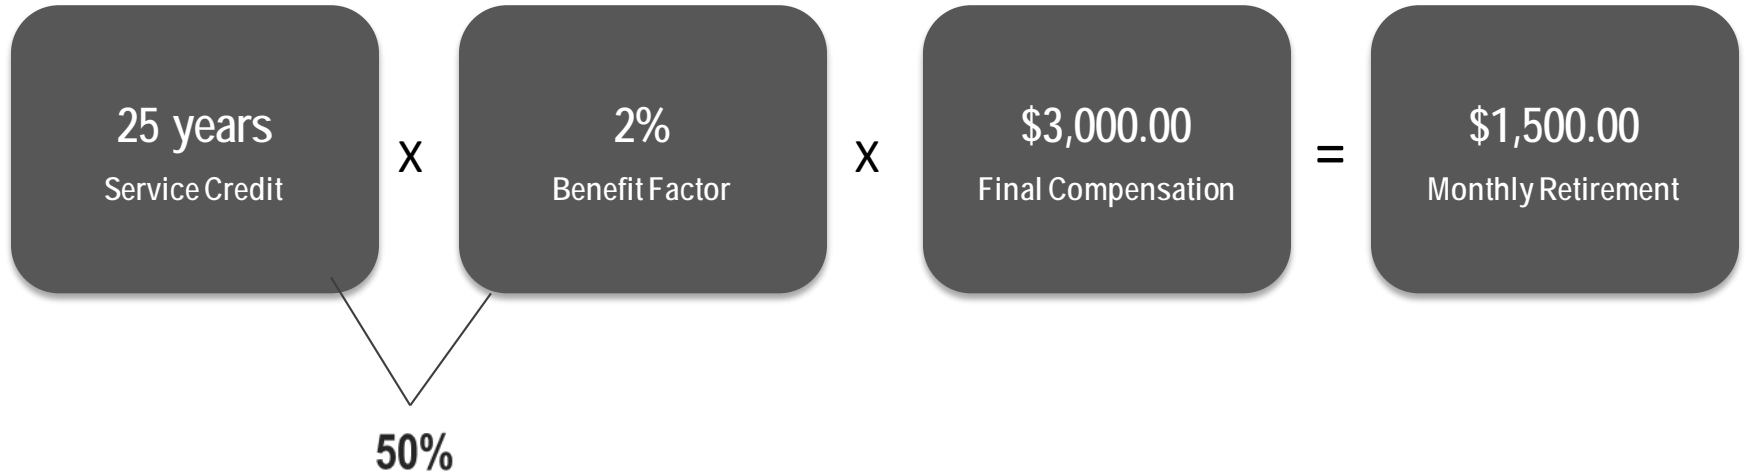 25 years
Service Credit
x
2%
Benefit Factor
x
$3,000.00
Final Compensation
=
$1,500.00
Monthly Retirement
50%